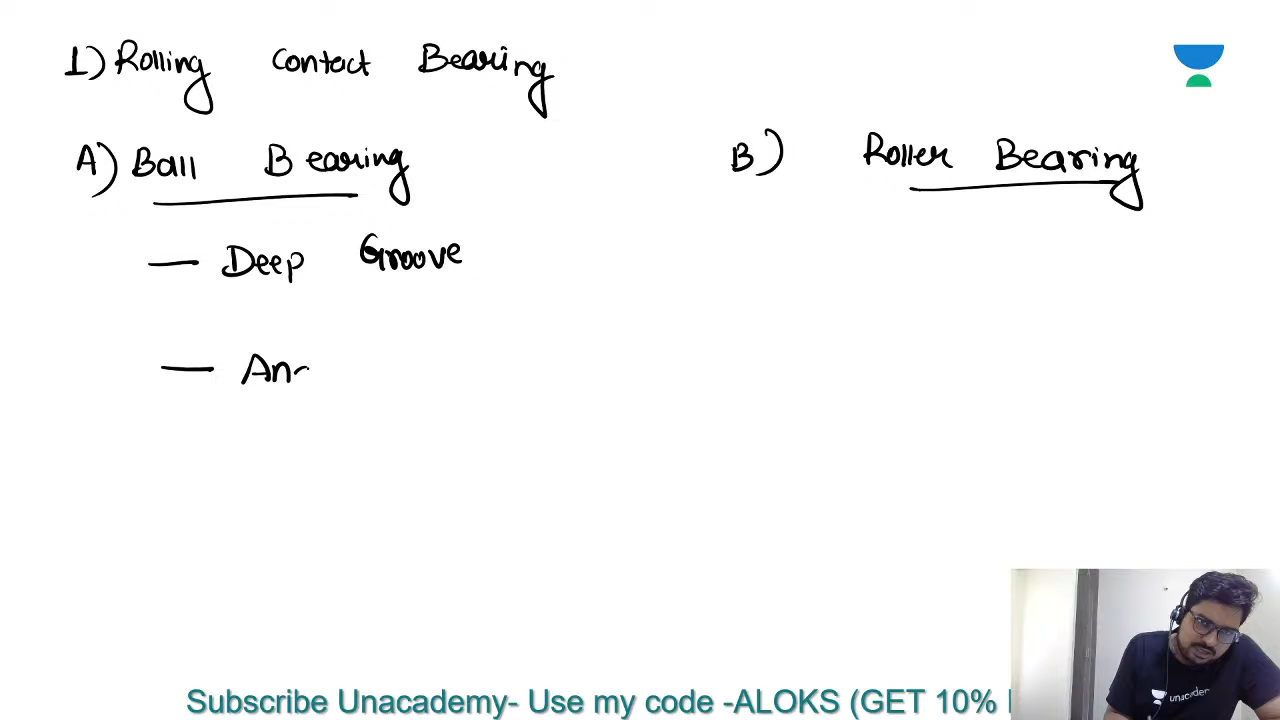 1) Rolling Contact Bearing
A) Ball Bearing
B) Roller Bearing
— Deep Groove
— An
unacademy
Subscribe Unacademy- Use my code -ALOKS (GET 10%